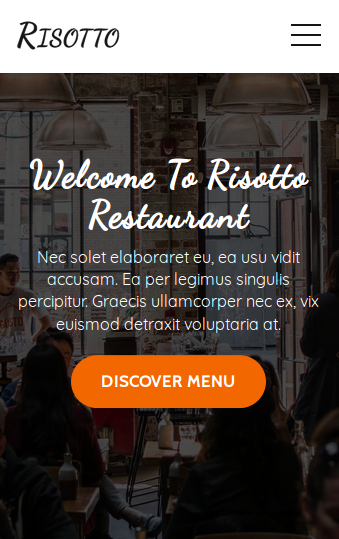 Risotto
Welcome To Risotto
Restaurant
Nec solet elaboraret eu, ea usu vidit
accusam. Ea per legimus singulis
percipitur. Graecis ullamcorper nec ex, vix
euismod detraxit voluptaria at.
DISCOVER MENU